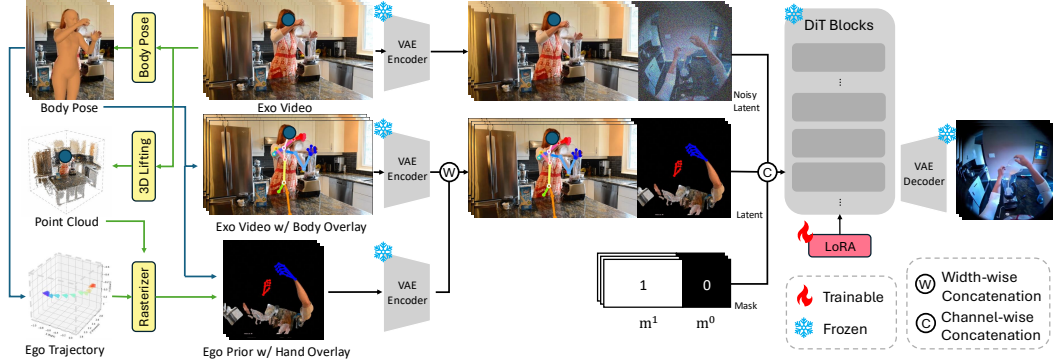 Body Pose
Body Pose
3D Lifting
Point Cloud
Rasterizer
Ego Trajectory
Exo Video
Exo Video w/ Body Overlay
Ego Prior w/ Hand Overlay
VAE
Encoder
VAE
Encoder
VAE
Encoder
W
Noisy
Latent
Latent
1
0
Mask
m¹
m⁰
C
DiT Blocks
...
...
...
LoRA
VAE
Decoder
Trainable
Frozen
W
Width-wise
Concatenation
C
Channel-wise
Concatenation